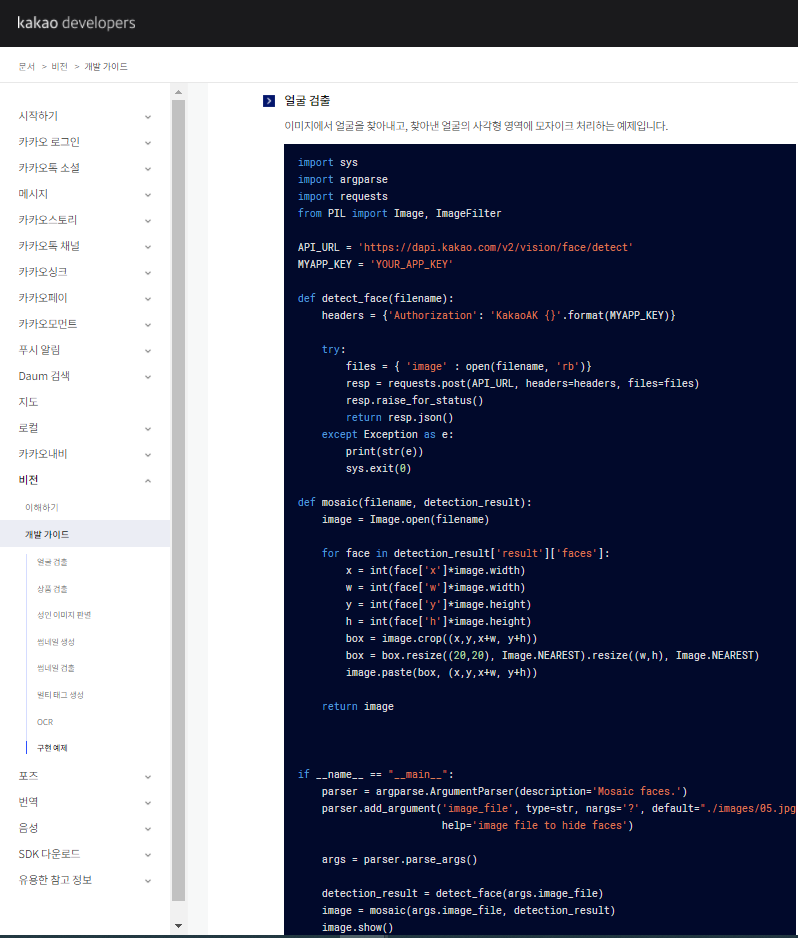 kakao developers
문서 > 비전 > 개발 가이드
시작하기
카카오 로그인
카카오톡 소셜
메시지
카카오스토리
카카오톡 채널
카카오싱크
카카오페이
카카오모먼트
푸시 알림
Daum 검색
지도
로컬
카카오내비
비전
이해하기
개발 가이드
얼굴 검출
상품 검출
성인 이미지 판별
썸네일 생성
썸네일 검출
멀티태그 생성
OCR
구현 예제
포즈
번역
음성
SDK 다운로드
유용한 참고 정보
얼굴 검출
이미지에서 얼굴을 찾아내고, 찾아낸 얼굴의 사각형 영역에 모자이크 처리하는 예제입니다.
import sys
import argparse
import requests
from PIL import Image, ImageFilter
API_URL = 'https://dapi.kakao.com/v2/vision/face/detect'
MYAPP_KEY = 'YOUR_APP_KEY'
def detect_face(filename):
headers = {'Authorization': 'KakaoAK {}'.format(MYAPP_KEY)}
try:
files = { 'image' : open(filename, 'rb')}
resp = requests.post(API_URL, headers=headers, files=files)
resp.raise_for_status()
return resp.json()
except Exception as e:
print(str(e))
sys.exit(0)
def mosaic(filename, detection_result):
image = Image.open(filename)
for face in detection_result['result']['faces']:
x = int(face['x']*image.width)
w = int(face['w']*image.width)
y = int(face['y']*image.height)
h = int(face['h']*image.height)
box = image.crop((x,y,x+w, y+h))
box = box.resize((20,20), Image.NEAREST).resize((w,h), Image.NEAREST)
image.paste(box, (x,y,x+w, y+h))
return image
if __name__ == "__main__":
parser = argparse.ArgumentParser(description='Mosaic faces.')
parser.add_argument('image_file', type=str, nargs='?', default="./images/05.jpg
help='image file to hide faces')
args = parser.parse_args()
detection_result = detect_face(args.image_file)
image = mosaic(args.image_file, detection_result)
image.show()